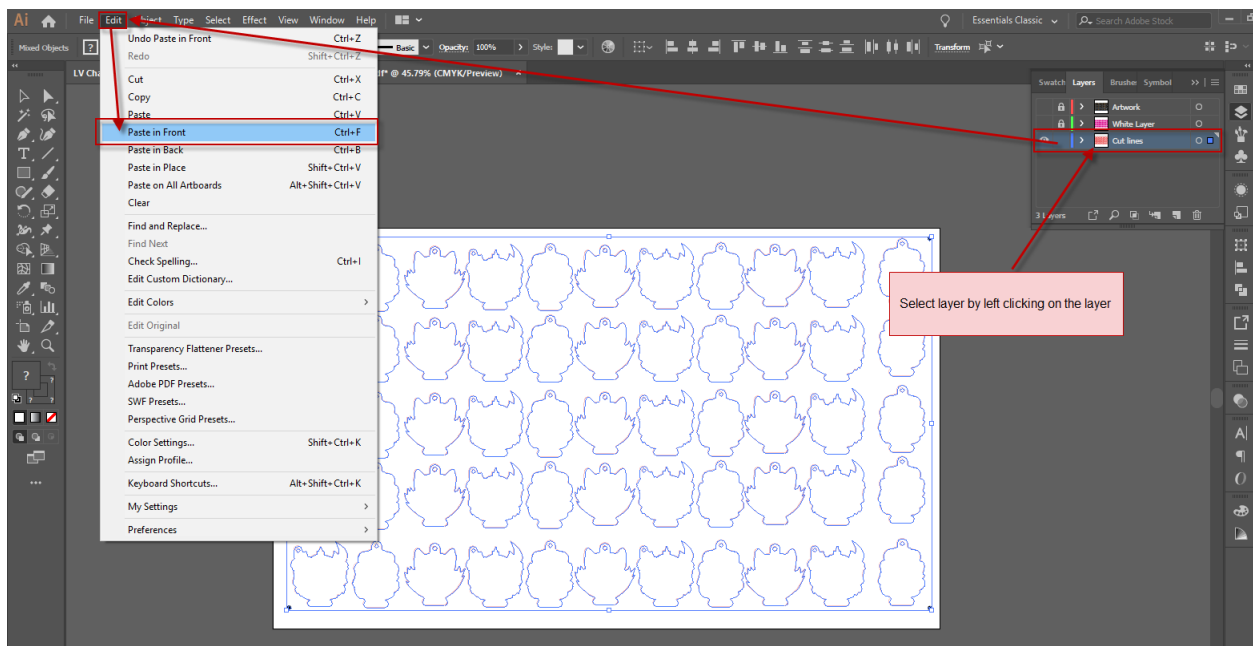 Ai File Edit Object Type Select Effect View Window Help Essentials Classic Search Adobe Stock
Mixed Objects ? Basic Opacity: 100% Style: Transform
LV Cha
df* @ 45.79% (CMYK/Preview) ×
Undo Paste in Front Ctrl+Z
Redo Shift+Ctrl+Z
Cut Ctrl+X
Copy Ctrl+C
Paste Ctrl+V
Paste in Front Ctrl+F
Paste in Back Ctrl+B
Paste in Place Shift+Ctrl+V
Paste on All Artboards Alt+Shift+Ctrl+V
Clear
Find and Replace...
Find Next
Check Spelling... Ctrl+I
Edit Custom Dictionary...
Edit Colors >
Edit Original
Transparency Flattener Presets...
Print Presets...
Adobe PDF Presets...
SWF Presets...
Perspective Grid Presets...
Color Settings... Shift+Ctrl+K
Assign Profile...
Keyboard Shortcuts... Alt+Shift+Ctrl+K
My Settings >
Preferences >
Swatch Layers Brushe Symbol
Artwork
White Layer
Cut lines
3 Layers
Select layer by left clicking on the layer